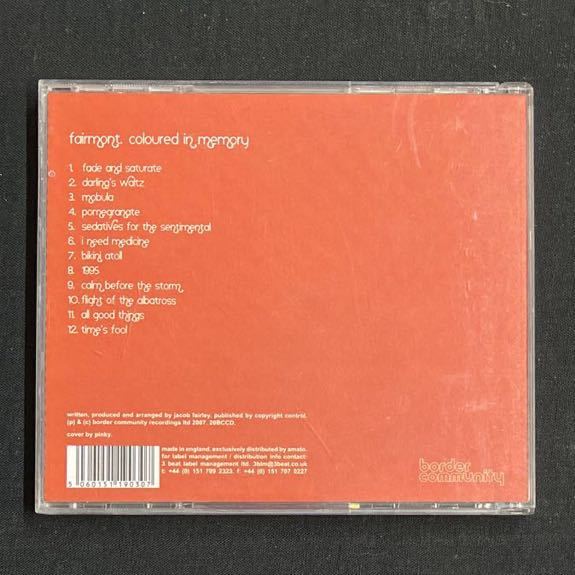 fairmont. coloured in memory
1. fade and saturate
2. darling's waltz
3. mobula
4. pomegranate
5. sedatives for the sentimental
6. i need medicine
7. bikini atoll
8. 1995
9. calm before the storm
10. flight of the albatross
11. all good things
12. time's fool
written, produced and arranged by jacob fairley, published by copyright control.
(p) & (c) border community recordings ltd 2007. 20BCCD.
cover by pinky.
made in england. exclusively distributed by amato.
for label management / distribution info contact:
3 beat label management ltd. 3blm@3beat.co.uk
t: +44 (0) 151 709 2323. f: +44 (0) 151 707 0227
5 060151 190307
border
community